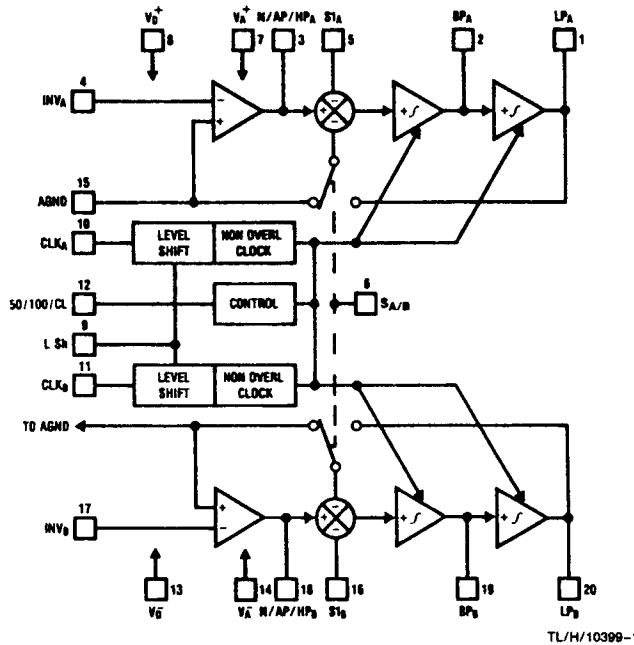 V_D^+ V_A^+ N/AP/HP_A S1_A BP_A LP_A
8 7 3 5 2 1
4
INV_A
- + + - - +∫ +∫
15
AGND
10
CLK_A LEVEL SHIFT NON OVERL CLOCK
12
50/100/CL CONTROL 6 S_A/B
9
L Sh
11
CLK_B LEVEL SHIFT NON OVERL CLOCK
TO AGND
+ - + - - +∫ +∫
17
INV_B
13 14 18 16 19 20
V_D^- V_A^- N/AP/HP_B S1_B BP_B LP_B
TL/H/10399-1